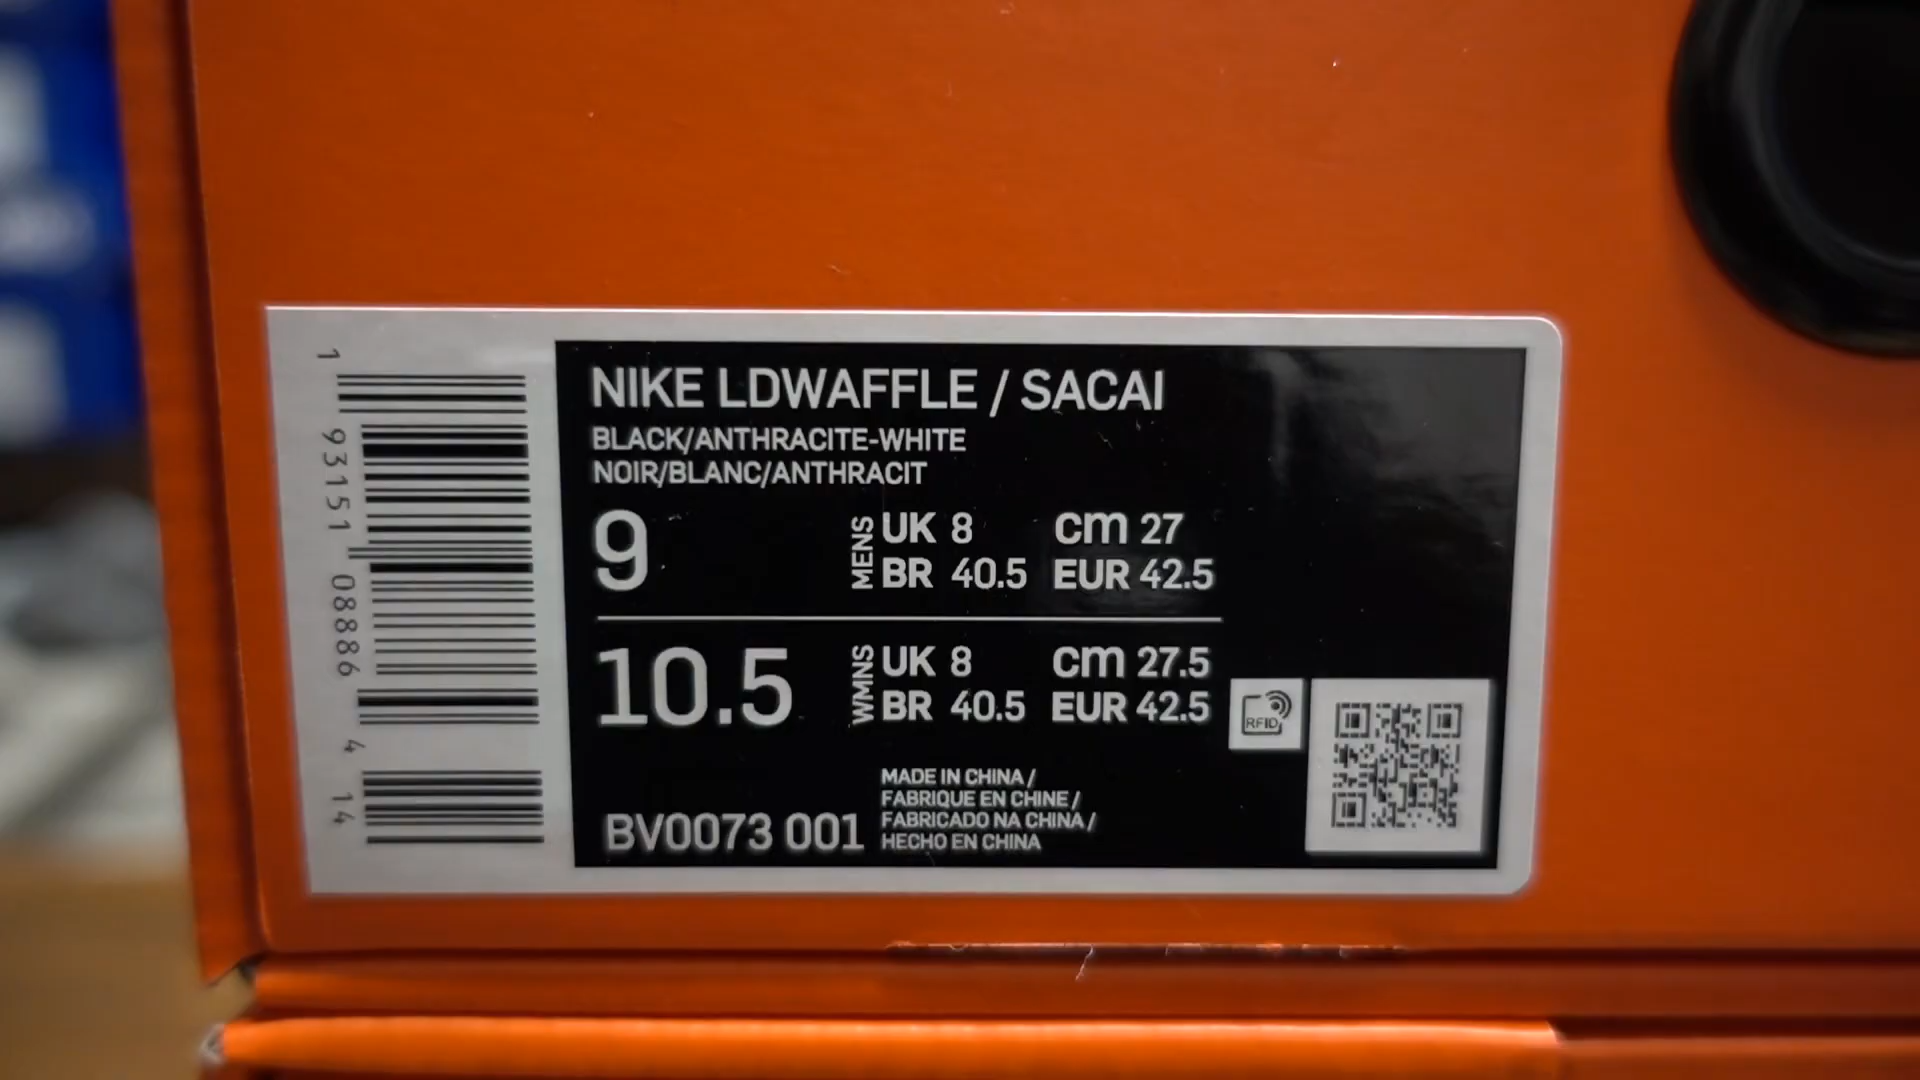 NIKE LDWAFFLE / SACAI
BLACK/ANTHRACITE-WHITE
NOIR/BLANC/ANTHRACIT
9
MENS
UK 8 cm 27
BR 40.5 EUR 42.5
10.5
WMNS
UK 8 cm 27.5
BR 40.5 EUR 42.5
RFID
BV0073 001
MADE IN CHINA /
FABRIQUE EN CHINE /
FABRICADO NA CHINA /
HECHO EN CHINA
1 93151 08886 4 14